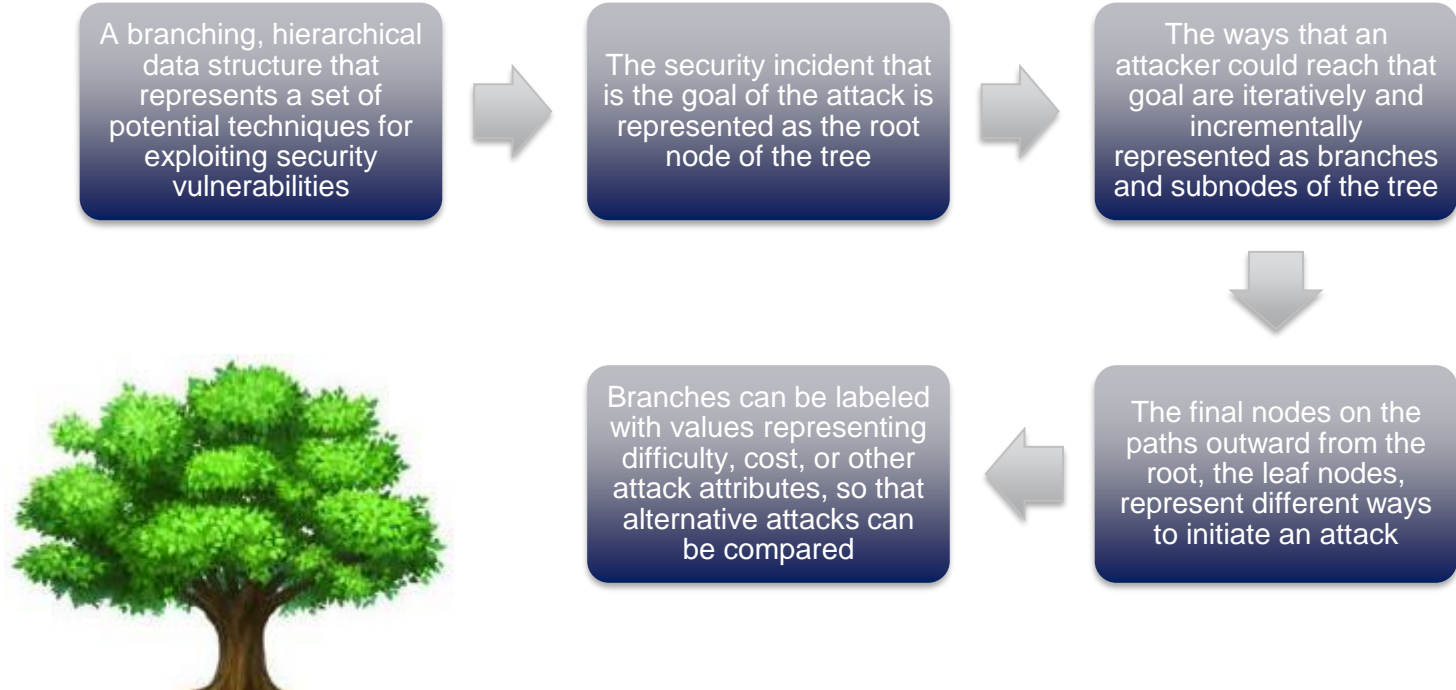 A branching, hierarchical
data structure that
represents a set of
potential techniques for
exploiting security
vulnerabilities
The security incident that
is the goal of the attack is
represented as the root
node of the tree
The ways that an
attacker could reach that
goal are iteratively and
incrementally
represented as branches
and subnodes of the tree
The final nodes on the
paths outward from the
root, the leaf nodes,
represent different ways
to initiate an attack
Branches can be labeled
with values representing
difficulty, cost, or other
attack attributes, so that
alternative attacks can
be compared